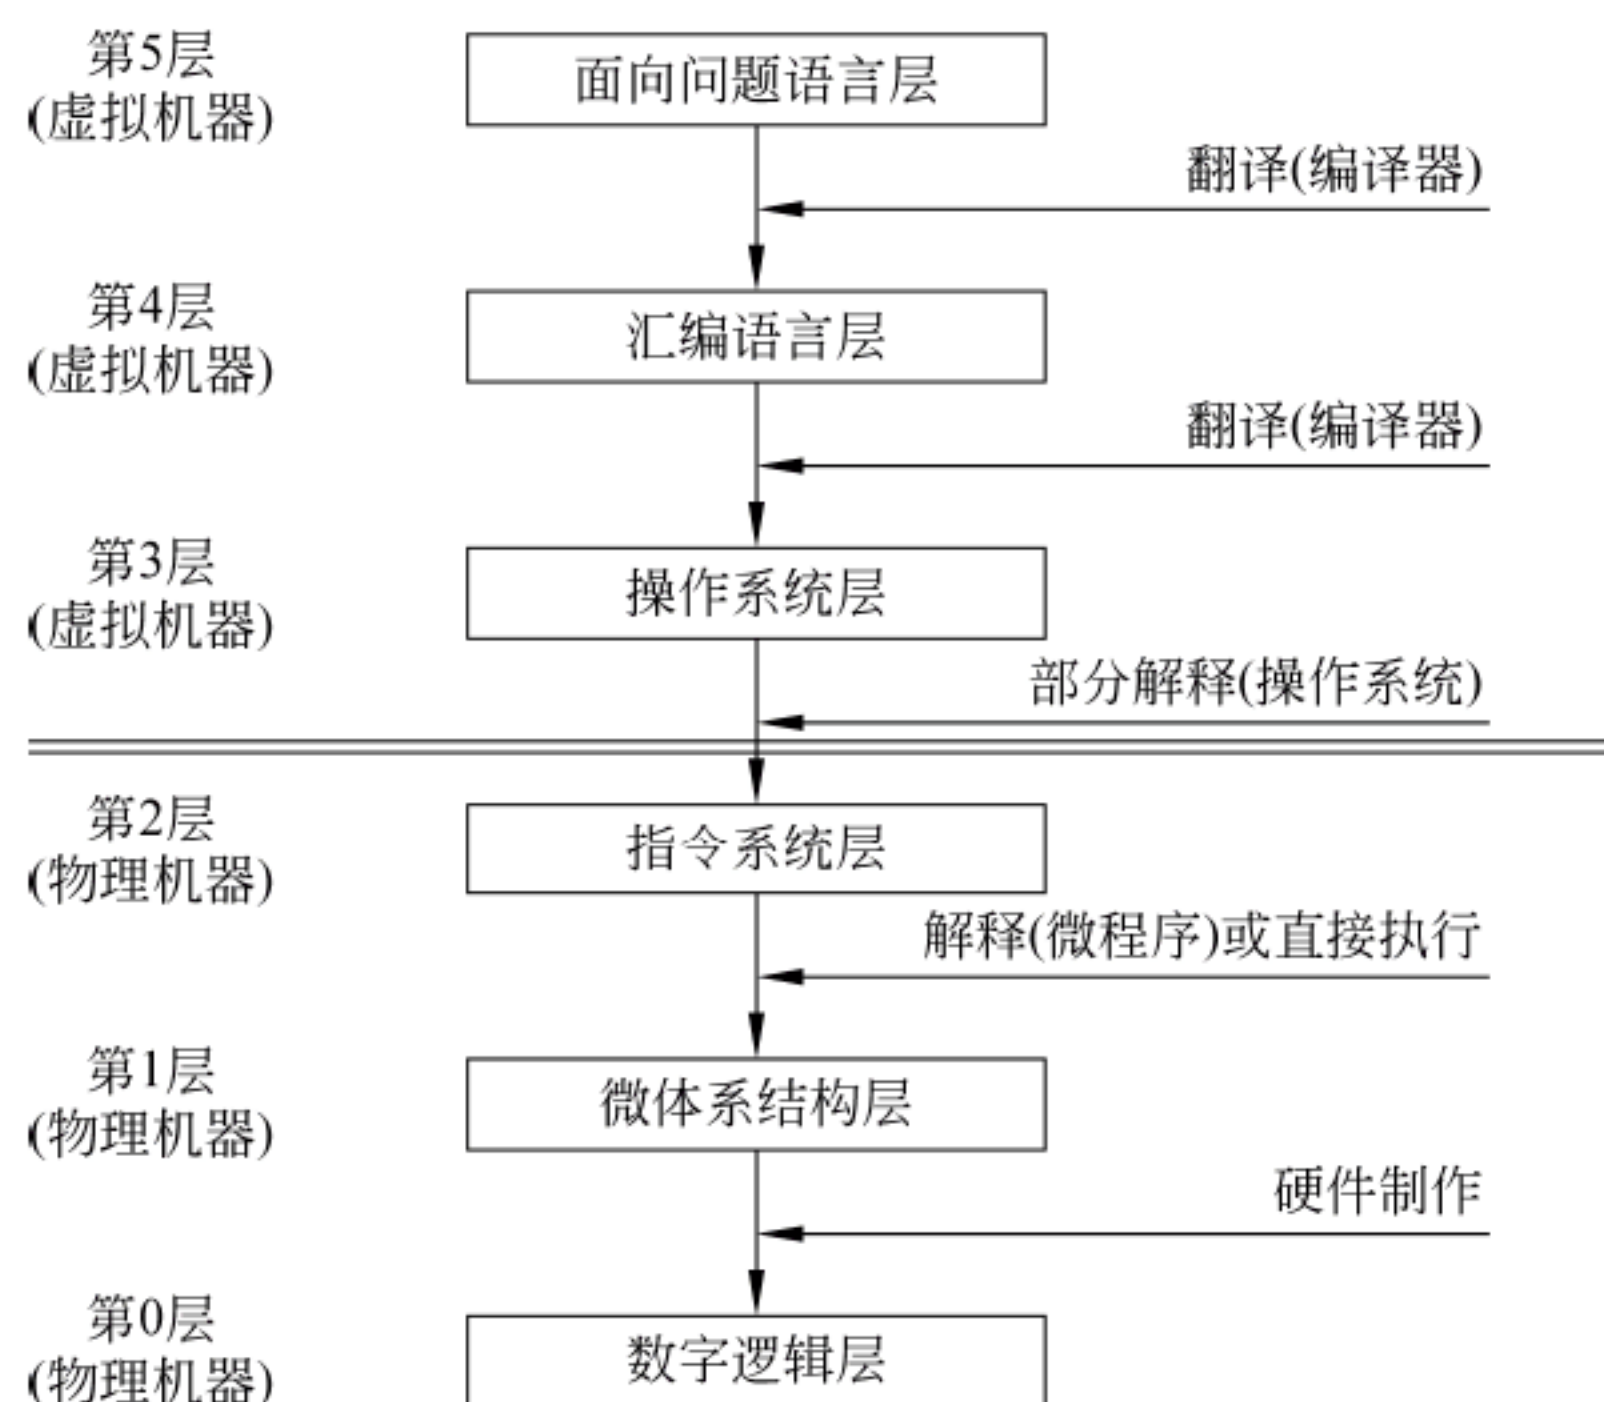 第5层
(虚拟机器)
面向问题语言层
翻译(编译器)
第4层
(虚拟机器)
汇编语言层
翻译(编译器)
第3层
(虚拟机器)
操作系统层
部分解释(操作系统)
第2层
(物理机器)
指令系统层
解释(微程序)或直接执行
第1层
(物理机器)
微体系结构层
硬件制作
第0层
(物理机器)
数字逻辑层